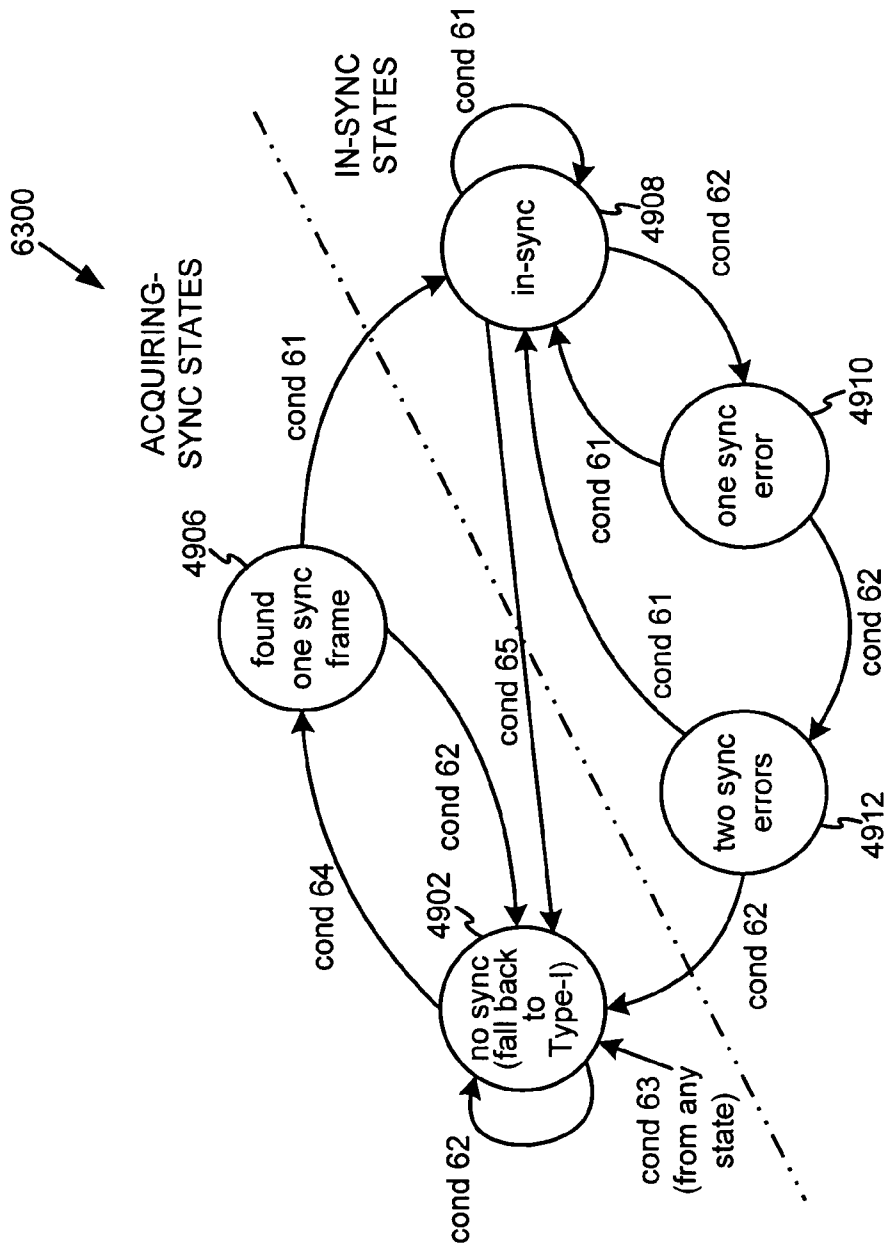 6300
ACQUIRING-
SYNC STATES
IN-SYNC
STATES
4906
found
one sync
frame
cond 61
cond 61
cond 64
cond 62
cond 65
4902
no sync
(fall back
to
Type-I)
cond 62
cond 63
(from any
state)
in-sync
4908
cond 62
cond 61
cond 61
4910
one sync
error
cond 62
two sync
errors
4912
cond 62